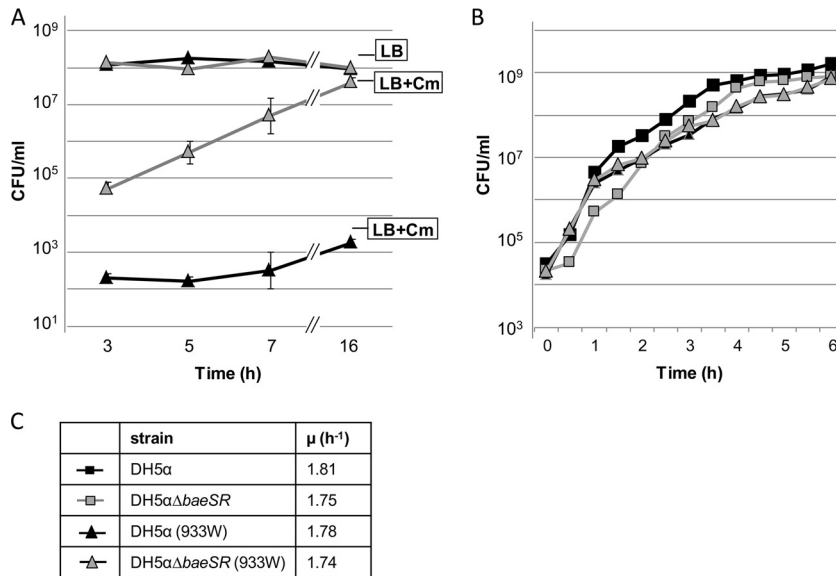 A
CFU/ml
10⁹
10⁷
10⁵
10³
10¹
LB
LB+Cm
LB+Cm
3 5 7 16
Time (h)
B
CFU/ml
10⁹
10⁷
10⁵
10³
0 1 2 3 4 5 6
Time (h)
C
strain μ (h⁻¹)
DH5α 1.81
DH5αΔbaeSR 1.75
DH5α (933W) 1.78
DH5αΔbaeSR (933W) 1.74